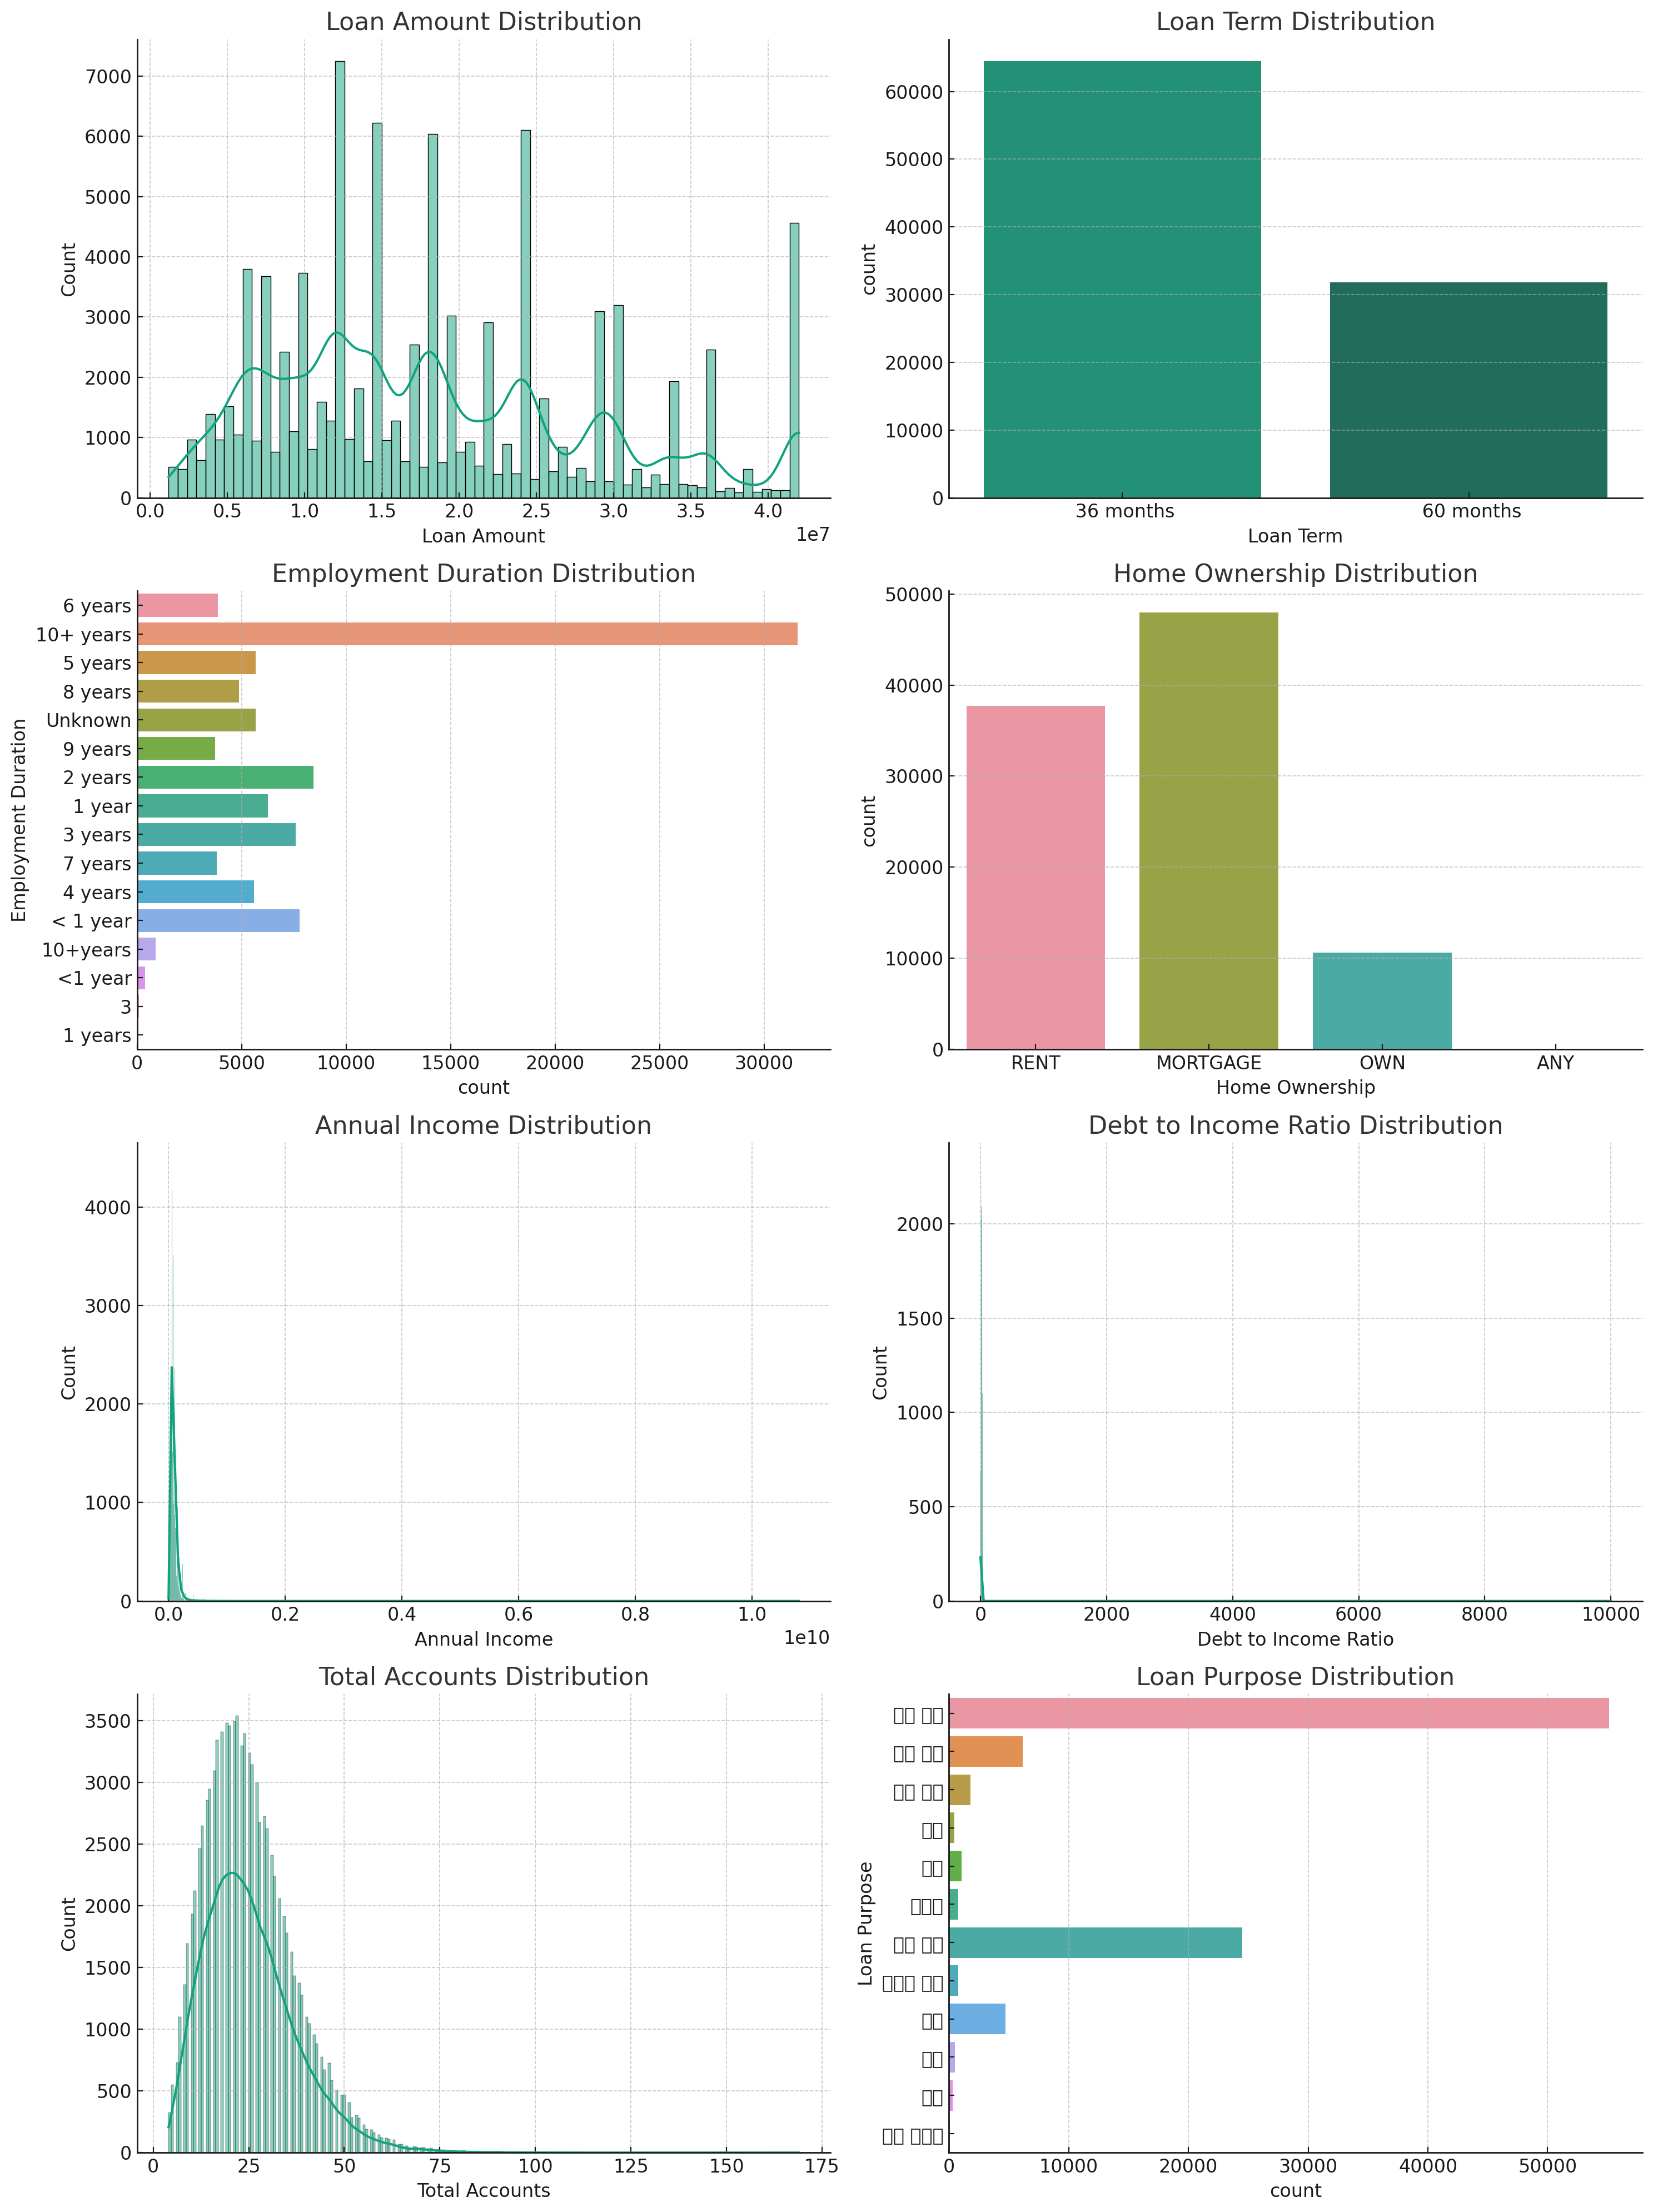 Loan Amount Distribution
7000
6000
5000
4000
3000
2000
1000
0
Count
0.0 0.5 1.0 1.5 2.0 2.5 3.0 3.5 4.0
1e7
Loan Amount
Loan Term Distribution
60000
50000
40000
30000
20000
10000
0
count
36 months 60 months
Loan Term
Employment Duration Distribution
6 years
10+ years
5 years
8 years
Unknown
9 years
2 years
1 year
3 years
7 years
4 years
< 1 year
10+years
<1 year
3
1 years
Employment Duration
0 5000 10000 15000 20000 25000 30000
count
Home Ownership Distribution
50000
40000
30000
20000
10000
0
count
RENT MORTGAGE OWN ANY
Home Ownership
Annual Income Distribution
4000
3000
2000
1000
0
Count
0.0 0.2 0.4 0.6 0.8 1.0
1e10
Annual Income
Debt to Income Ratio Distribution
2000
1500
1000
500
0
Count
0 2000 4000 6000 8000 10000
Debt to Income Ratio
Total Accounts Distribution
3500
3000
2500
2000
1500
1000
500
0
Count
0 25 50 75 100 125 150 175
Total Accounts
Loan Purpose Distribution
Loan Purpose
0 10000 20000 30000 40000 50000
count